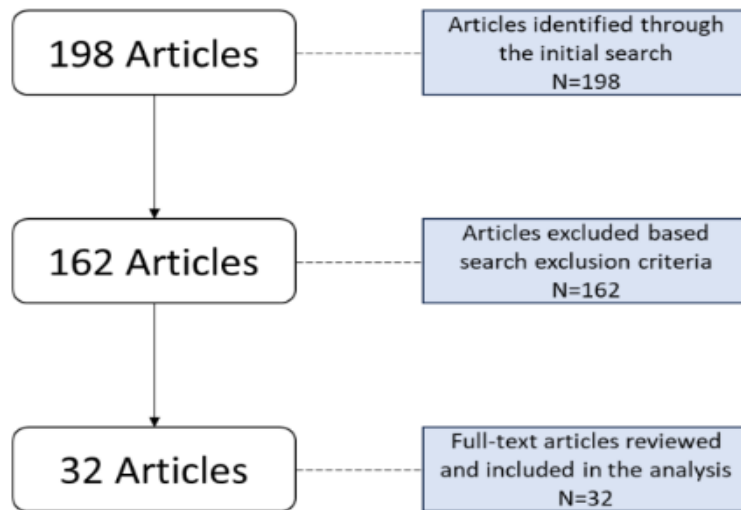 198 Articles
Articles identified through
the initial search
N=198
162 Articles
Articles excluded based
search exclusion criteria
N=162
32 Articles
Full-text articles reviewed
and included in the analysis
N=32